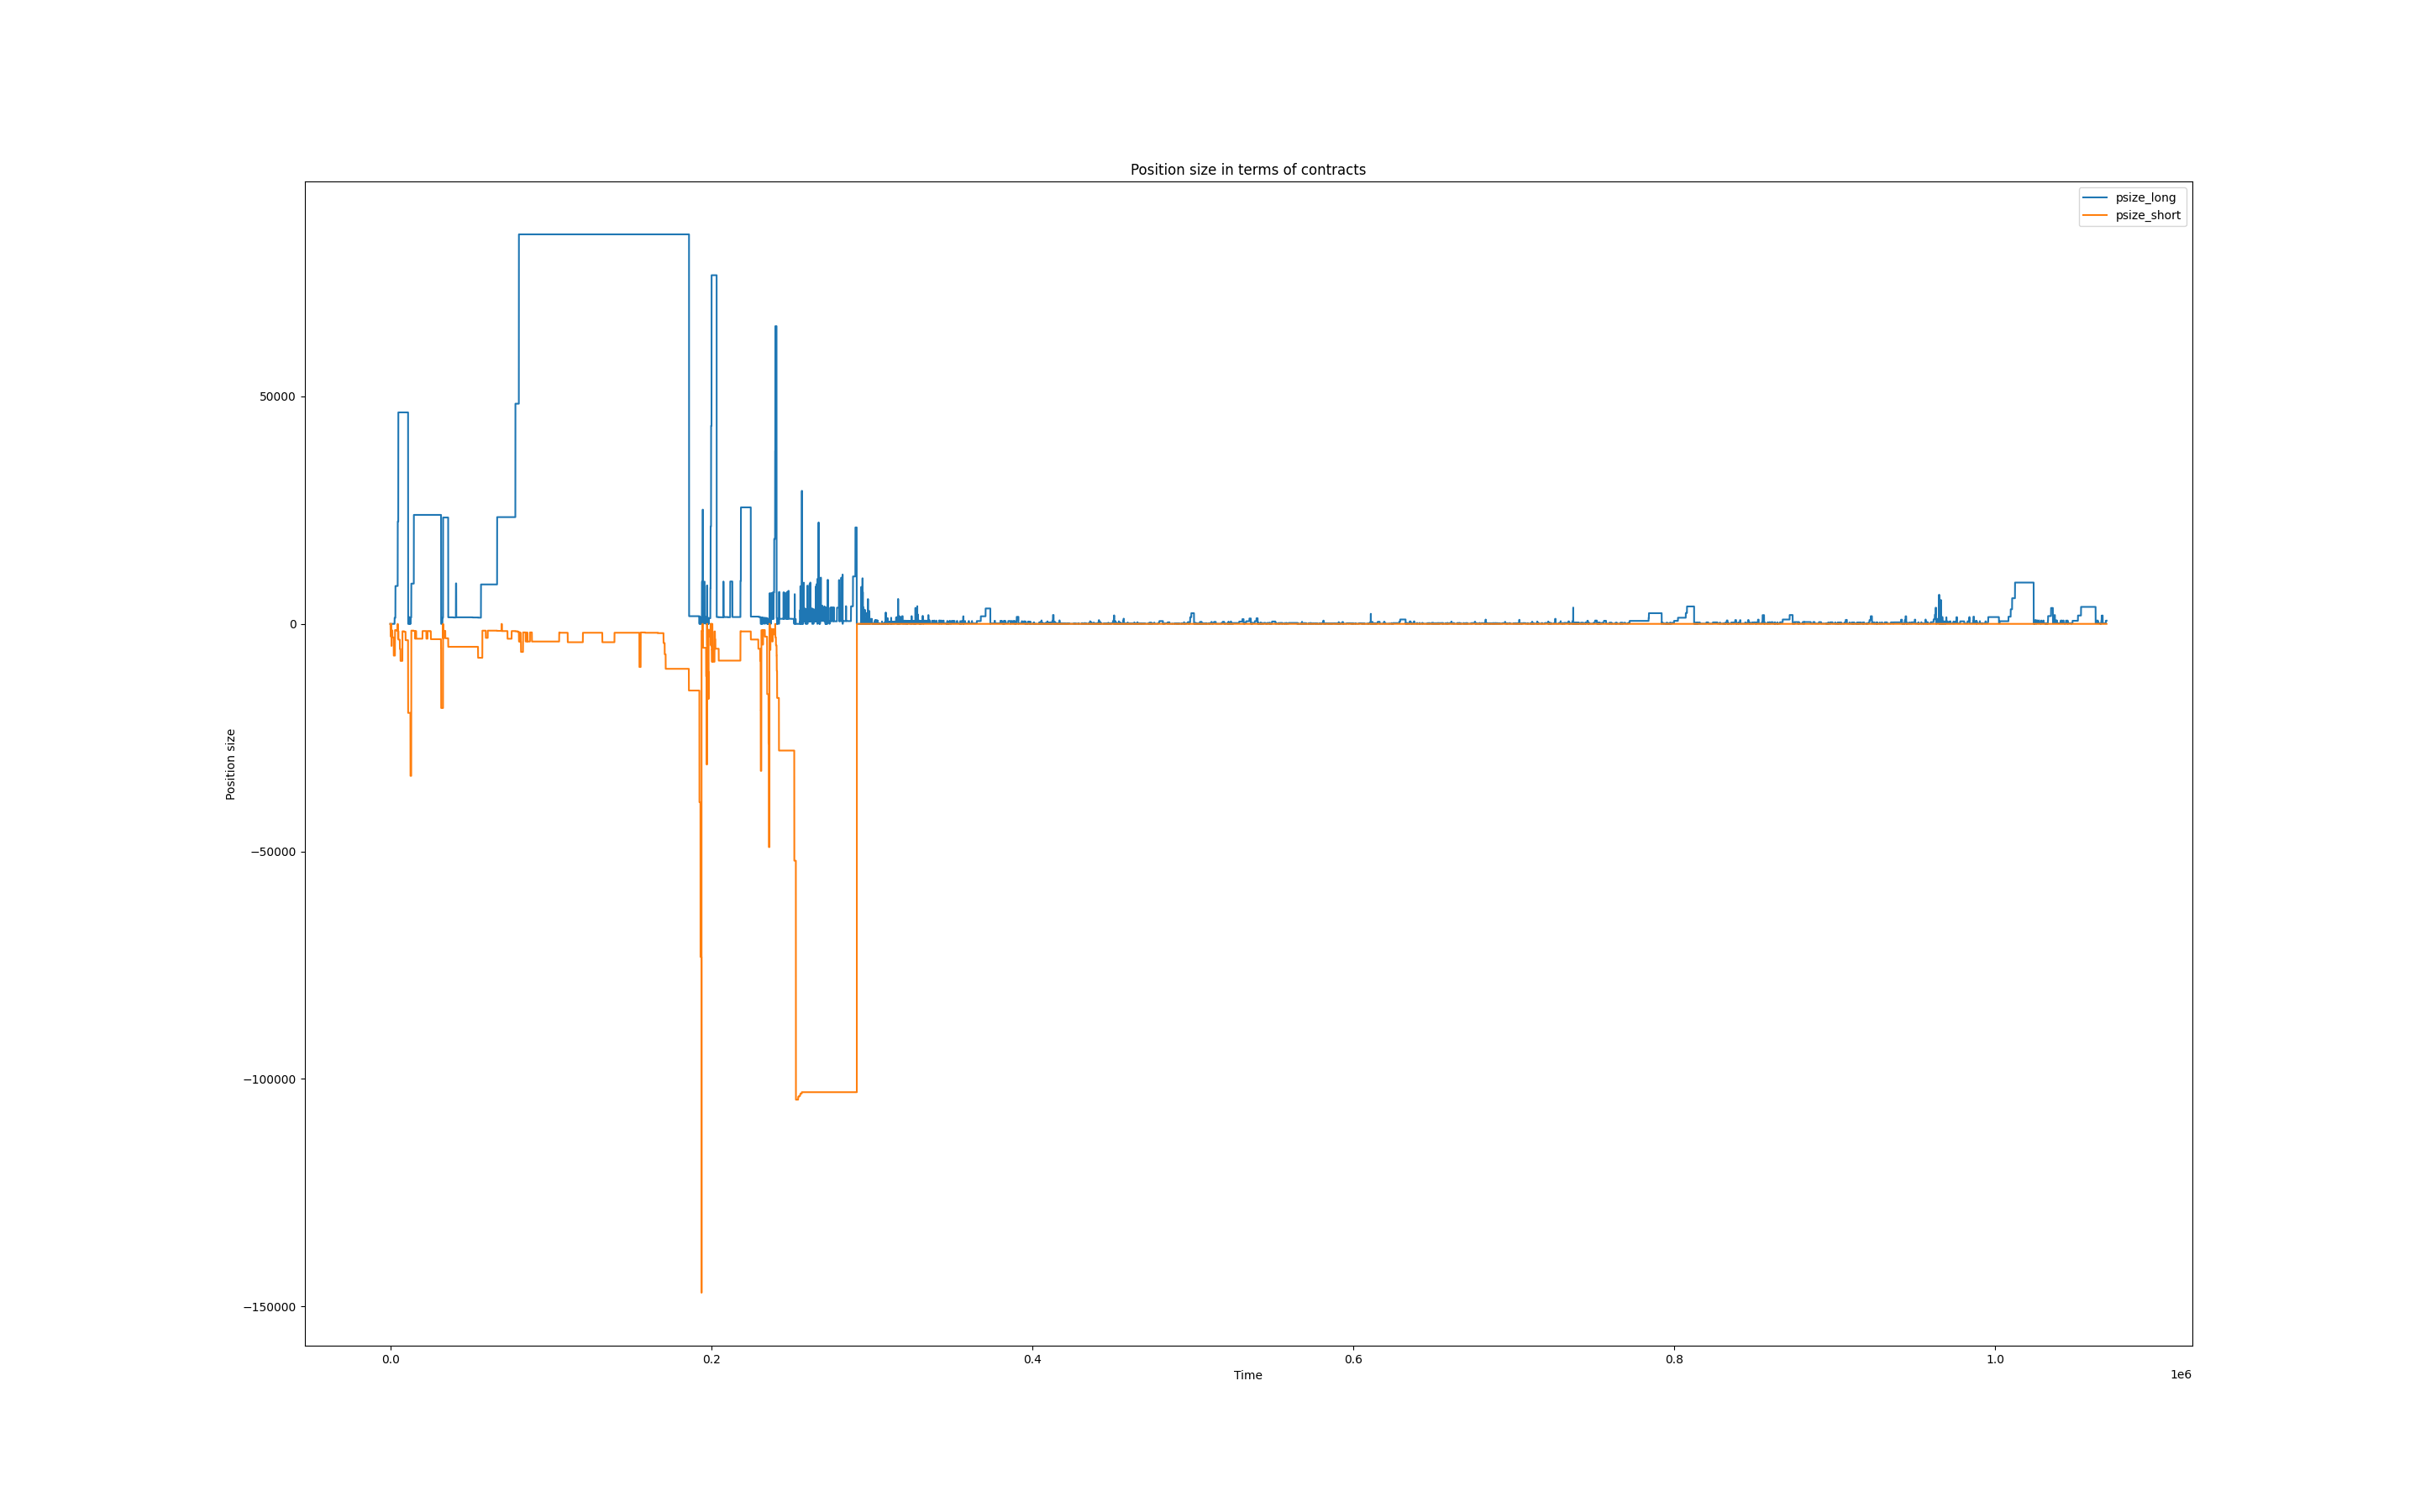 Position size in terms of contracts
psize_long
psize_short
50000
0
−50000
−100000
−150000
Position size
0.0
0.2
0.4
0.6
0.8
1.0
1e6
Time